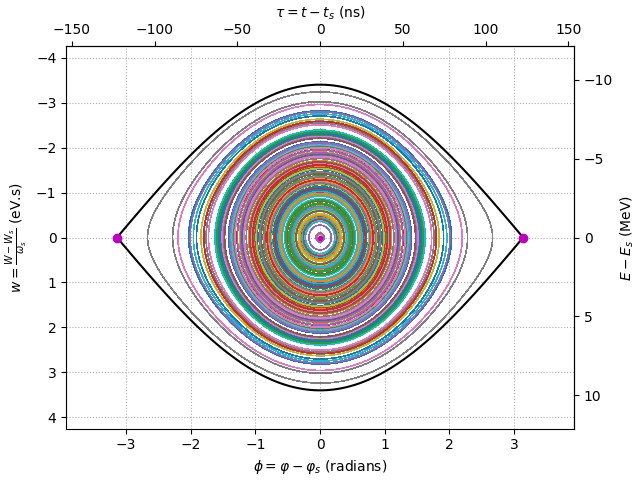 τ = t − t_s (ns)
−150 −100 −50 0 50 100 150
−4 −3 −2 −1 0 1 2 3 4
w = \frac{W − W_s}{ω_s} (eV.s)
−10 −5 0 5 10
E − E_s (MeV)
−3 −2 −1 0 1 2 3
ϕ = φ − φ_s (radians)